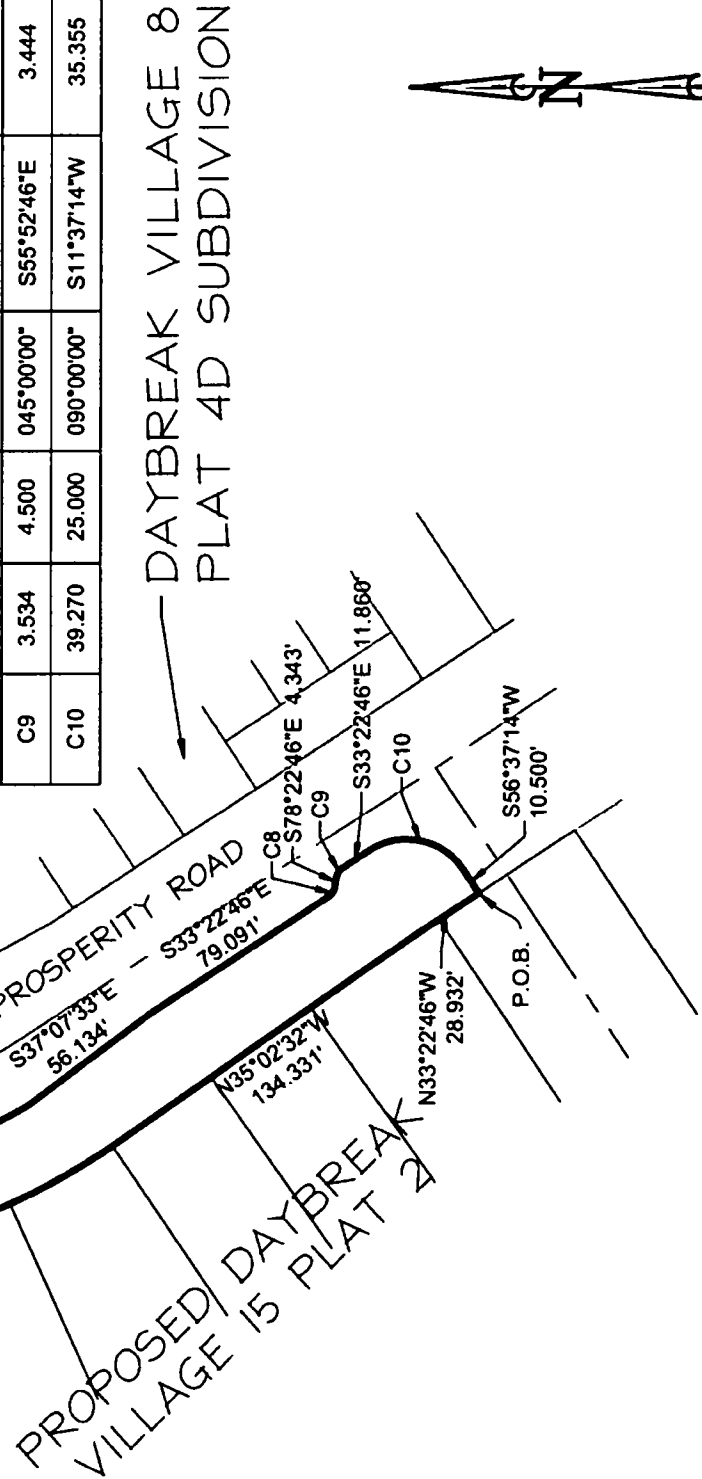 3.444
35.355
S55°52'46"E
S11°37'14"W
045°00'00"
090°00'00"
4.500
25.000
3.534
39.270
C9
C10
DAYBREAK VILLAGE 8
PLAT 4D SUBDIVISION
N
PROSPERITY ROAD
S37°07'33"E
56.134'
S33°22'46"E
79.091'
C8
S78°22'46"E 4.343'
C9
S33°22'46"E 11.860'
C10
S56°37'14"W
10.500'
P.O.B.
N33°22'46"W
28.932'
N35°02'32"W
134.331'
PROPOSED DAYBREAK
VILLAGE 15 PLAT 2